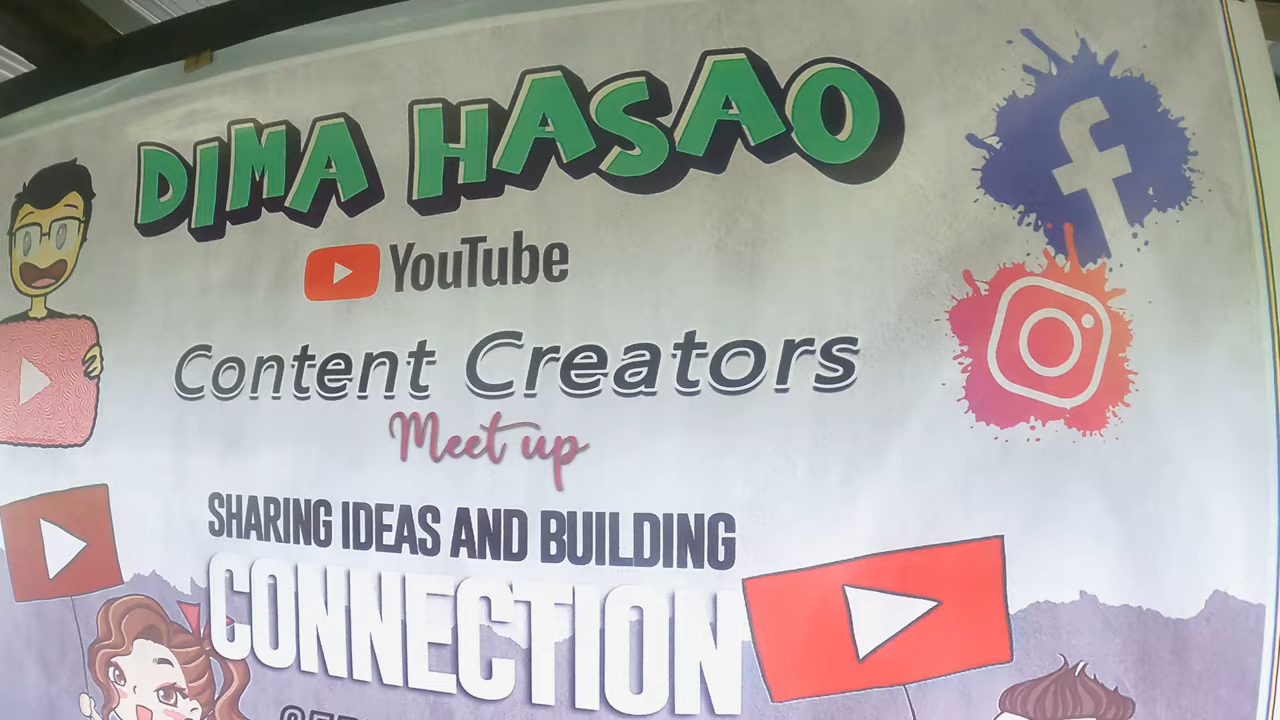 DIMA HASAO
YouTube
Content Creators
Meet up
SHARING IDEAS AND BUILDING
CONNECTION